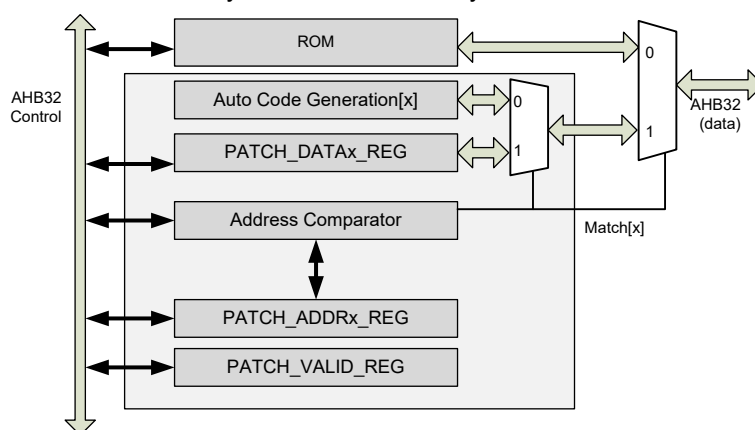 ROM
0
AHB32
Control
Auto Code Generation[x]
0
PATCH_DATAx_REG
1
1
AHB32
(data)
Address Comparator
Match[x]
PATCH_ADDRx_REG
PATCH_VALID_REG